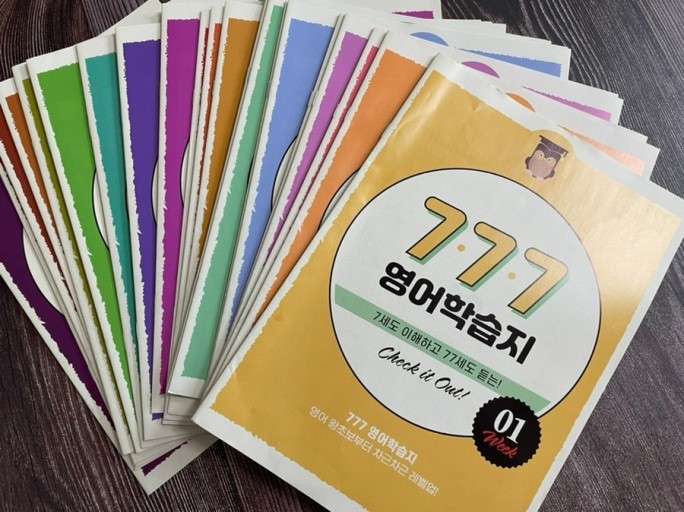 7·7·7
영어학습지
7세도 이해하고 77세도 듣는!
Check it Out!
01
Week
777 영어학습지
영어 왕초보부터 차근차근 레벨업!